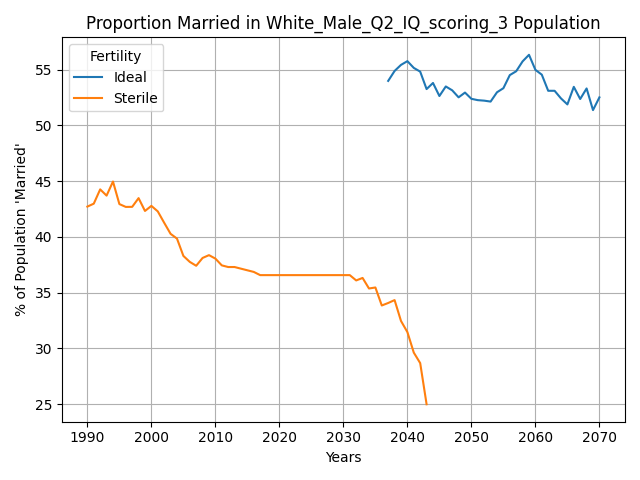 Proportion Married in White_Male_Q2_IQ_scoring_3 Population
% of Population 'Married'
Fertility
Ideal
Sterile
55
50
45
40
35
30
25
1990 2000 2010 2020 2030 2040 2050 2060 2070
Years